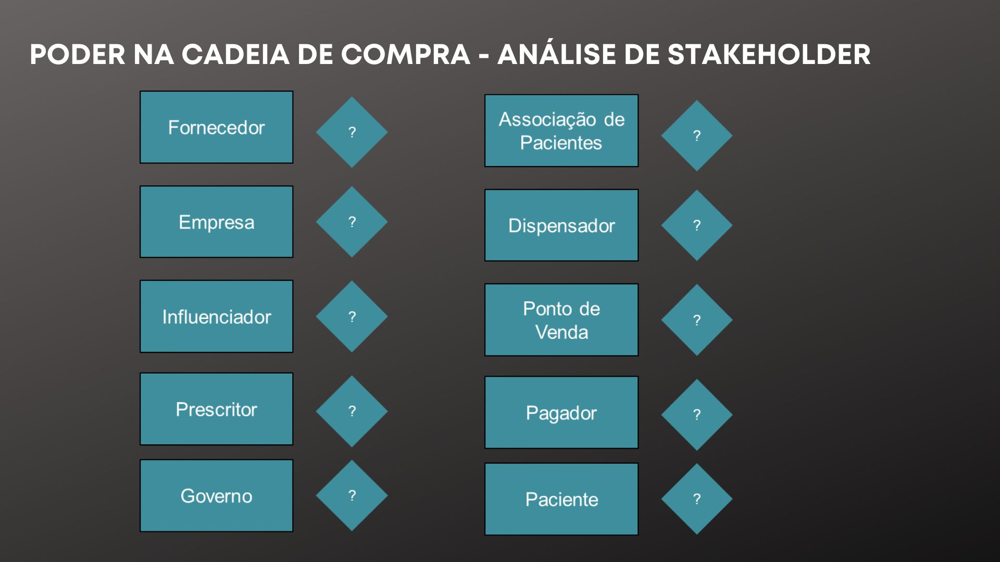 PODER NA CADEIA DE COMPRA - ANÁLISE DE STAKEHOLDER
Fornecedor
?
Empresa
?
Influenciador
?
Prescritor
?
Governo
?
Associação de
Pacientes
?
Dispensador
?
Ponto de
Venda
?
Pagador
?
Paciente
?